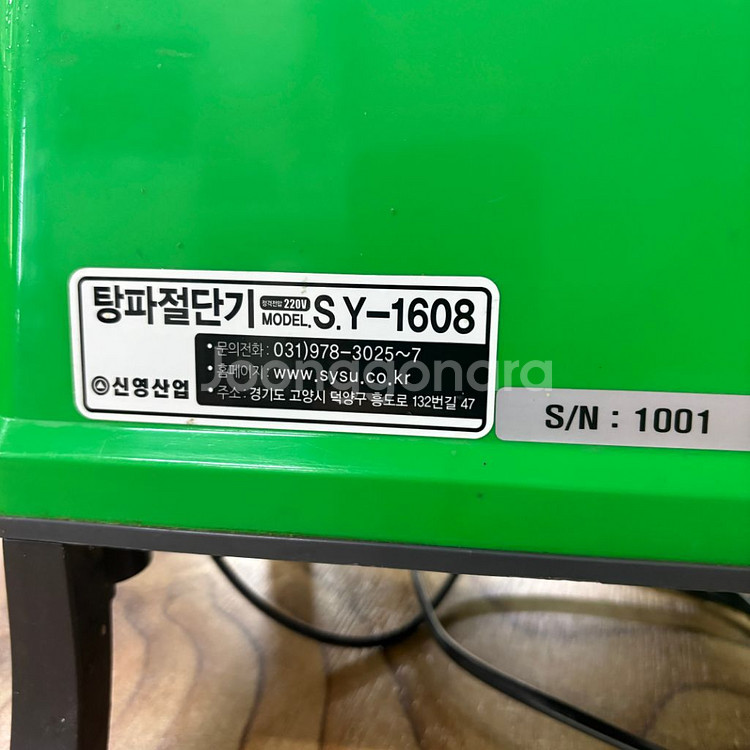 탕파절단기 정격전압 220V MODEL. S.Y-1608
신영산업
• 문의전화 : 031)978-3025~7
• 홈페이지 : www.sysu.co.kr
• 주소 : 경기도 고양시 덕양구 흥도로 132번길 47
S/N : 1001
Joonggonara